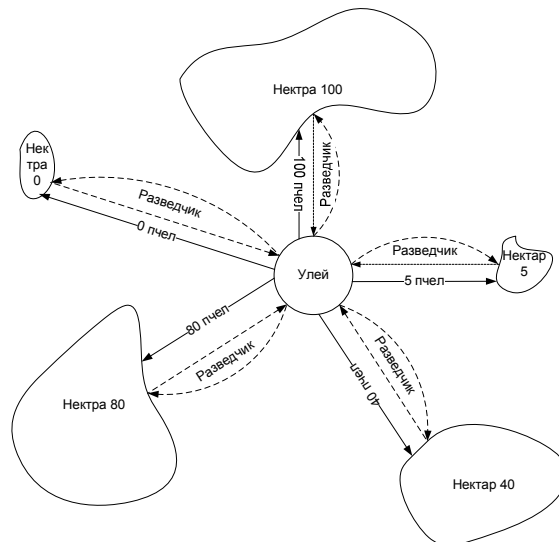 Нектра 100
Разведчик
100 пчел
Нек
тра
0
Разведчик
0 пчел
Улей
Разведчик
5 пчел
Нектар
5
80 пчел
Разведчик
Нектра 80
Разведчик
40 пчел
Нектар 40